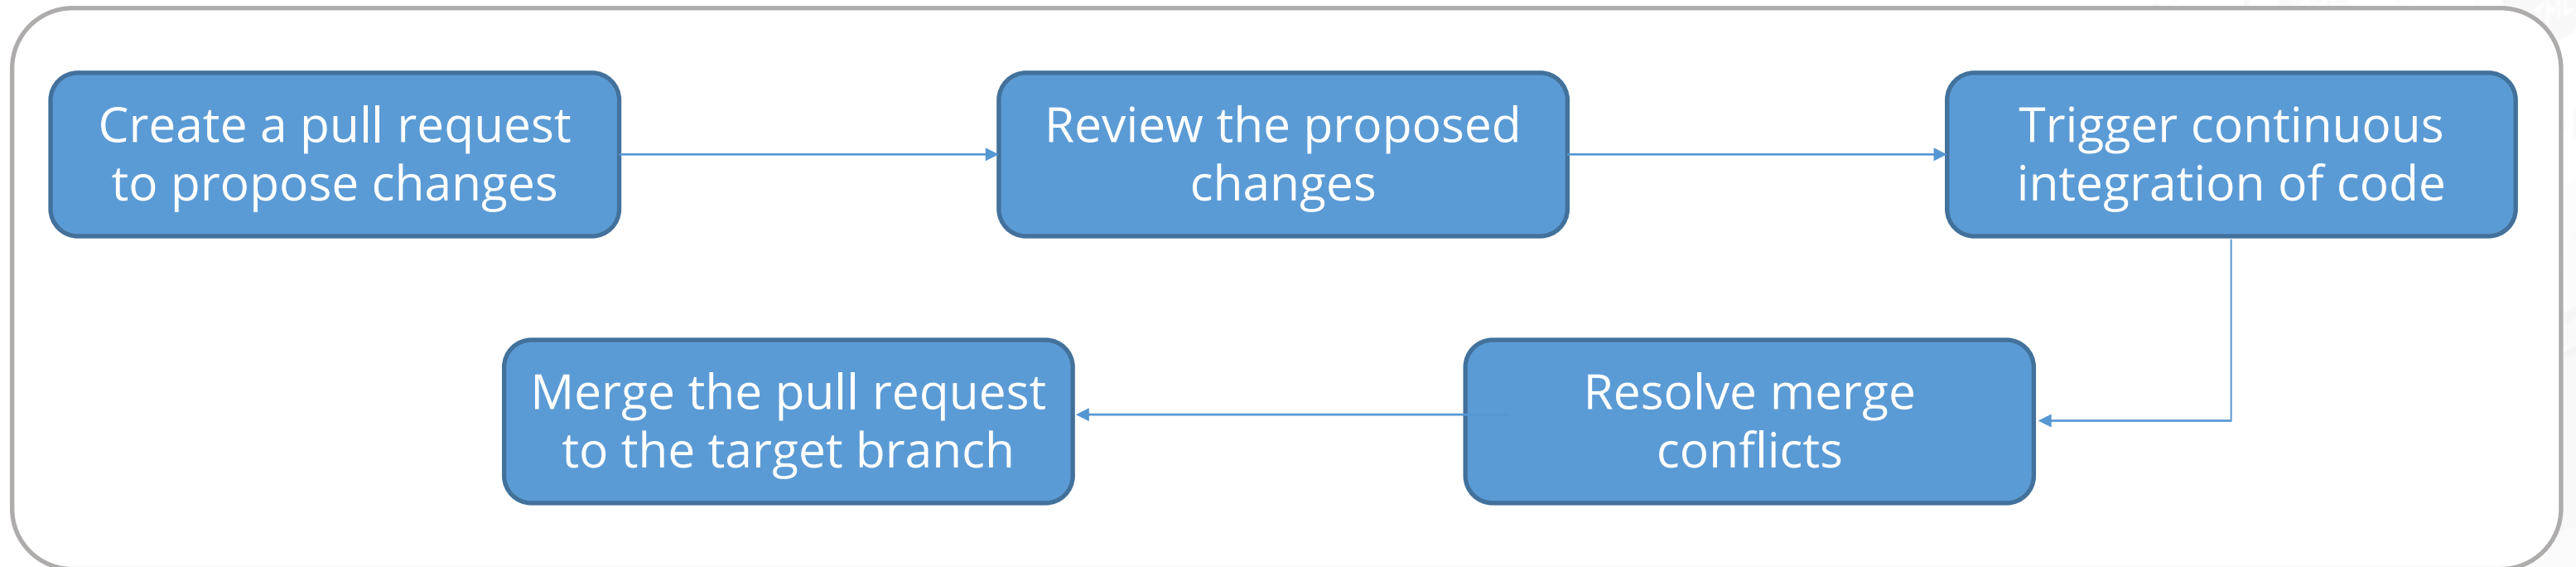 Create a pull request
to propose changes
Review the proposed
changes
Trigger continuous
integration of code
Resolve merge
conflicts
Merge the pull request
to the target branch